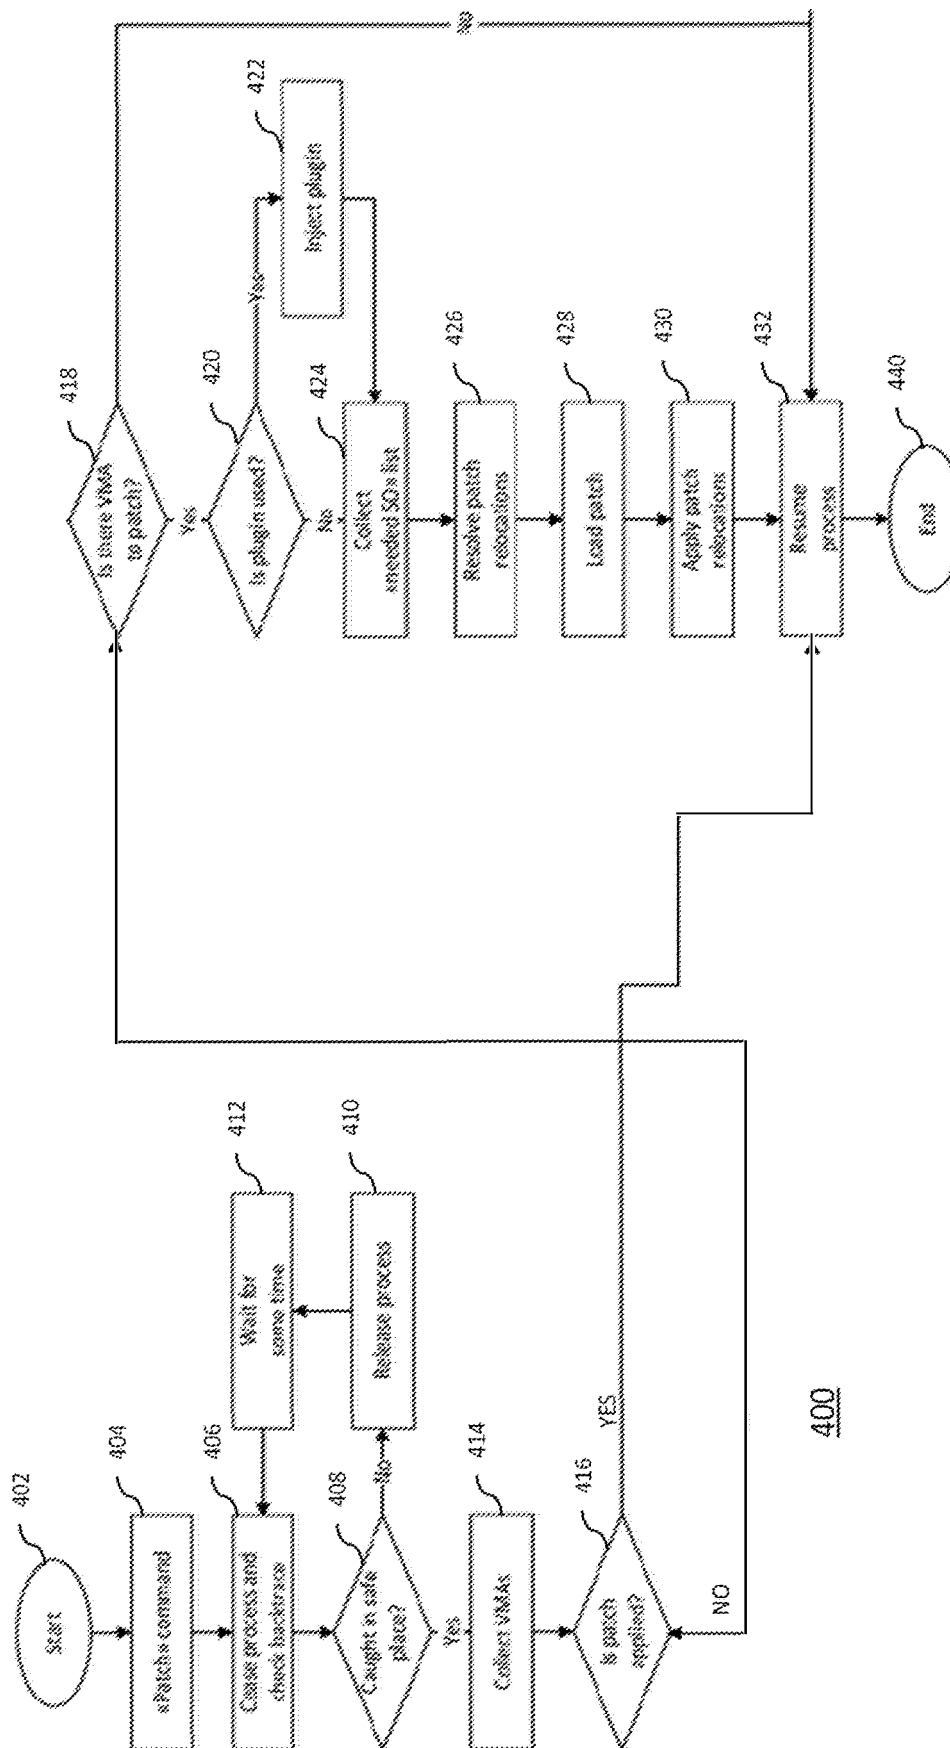 402
Start
404
«Patch» command
406
process and
check backtrace
408
Caught in safe
place?
No
410
Release process
412
Wait for
some time
Yes
414
Collect VMAs
416
Is patch
applied?
YES
NO
400
418
Is there VMA
to patch?
NO
Yes
420
Is plugin used?
Yes
422
Inject plugin
No
424
Collect
«needed SO» list
426
Resolve patch
relocations
428
Load patch
430
Apply patch
relocations
432
Resume
process
440
End